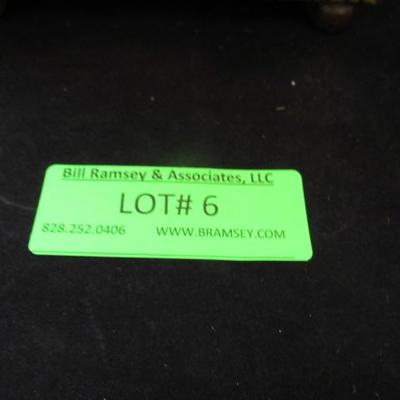 Bill Ramsey & Associates, LLC
LOT# 6
828.252.0406 WWW.BRAMSEY.COM